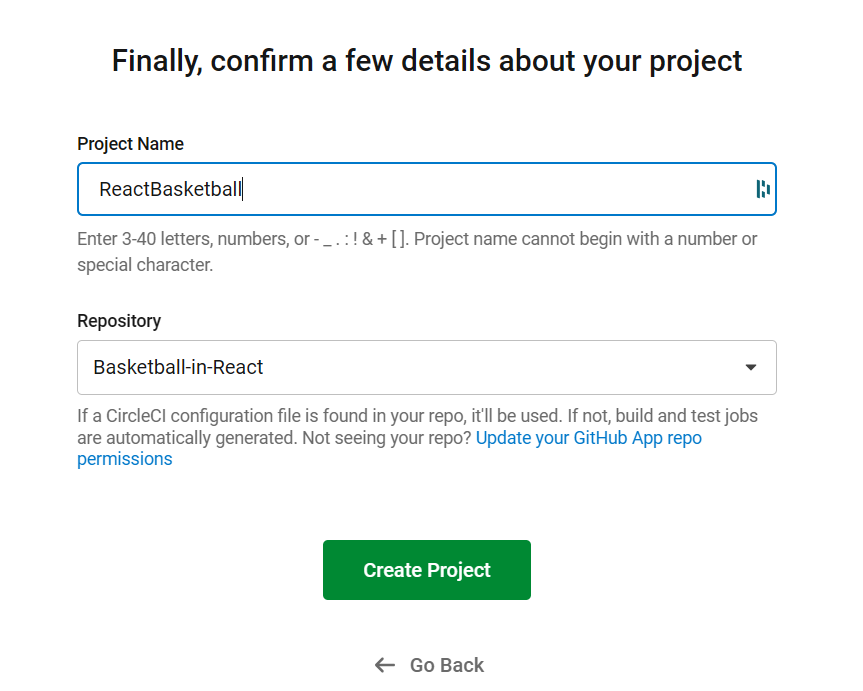 Finally, confirm a few details about your project
Project Name
ReactBasketball
Enter 3-40 letters, numbers, or - _ . : ! & + [ ]. Project name cannot begin with a number or
special character.
Repository
Basketball-in-React
If a CircleCI configuration file is found in your repo, it'll be used. If not, build and test jobs
are automatically generated. Not seeing your repo? Update your GitHub App repo
permissions
Create Project
Go Back